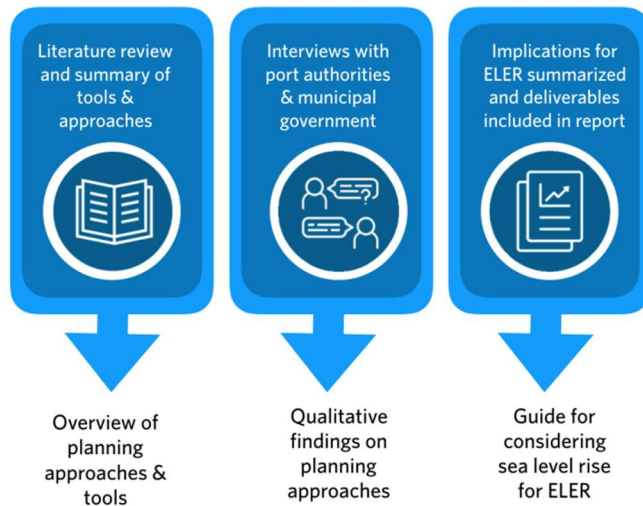 Literature review
and summary of
tools &
approaches
Overview of
planning
approaches &
tools
Interviews with
port authorities
& municipal
government
?
Qualitative
findings on
planning
approaches
Implications for
ELER summarized
and deliverables
included in report
Guide for
considering
sea level rise
for ELER